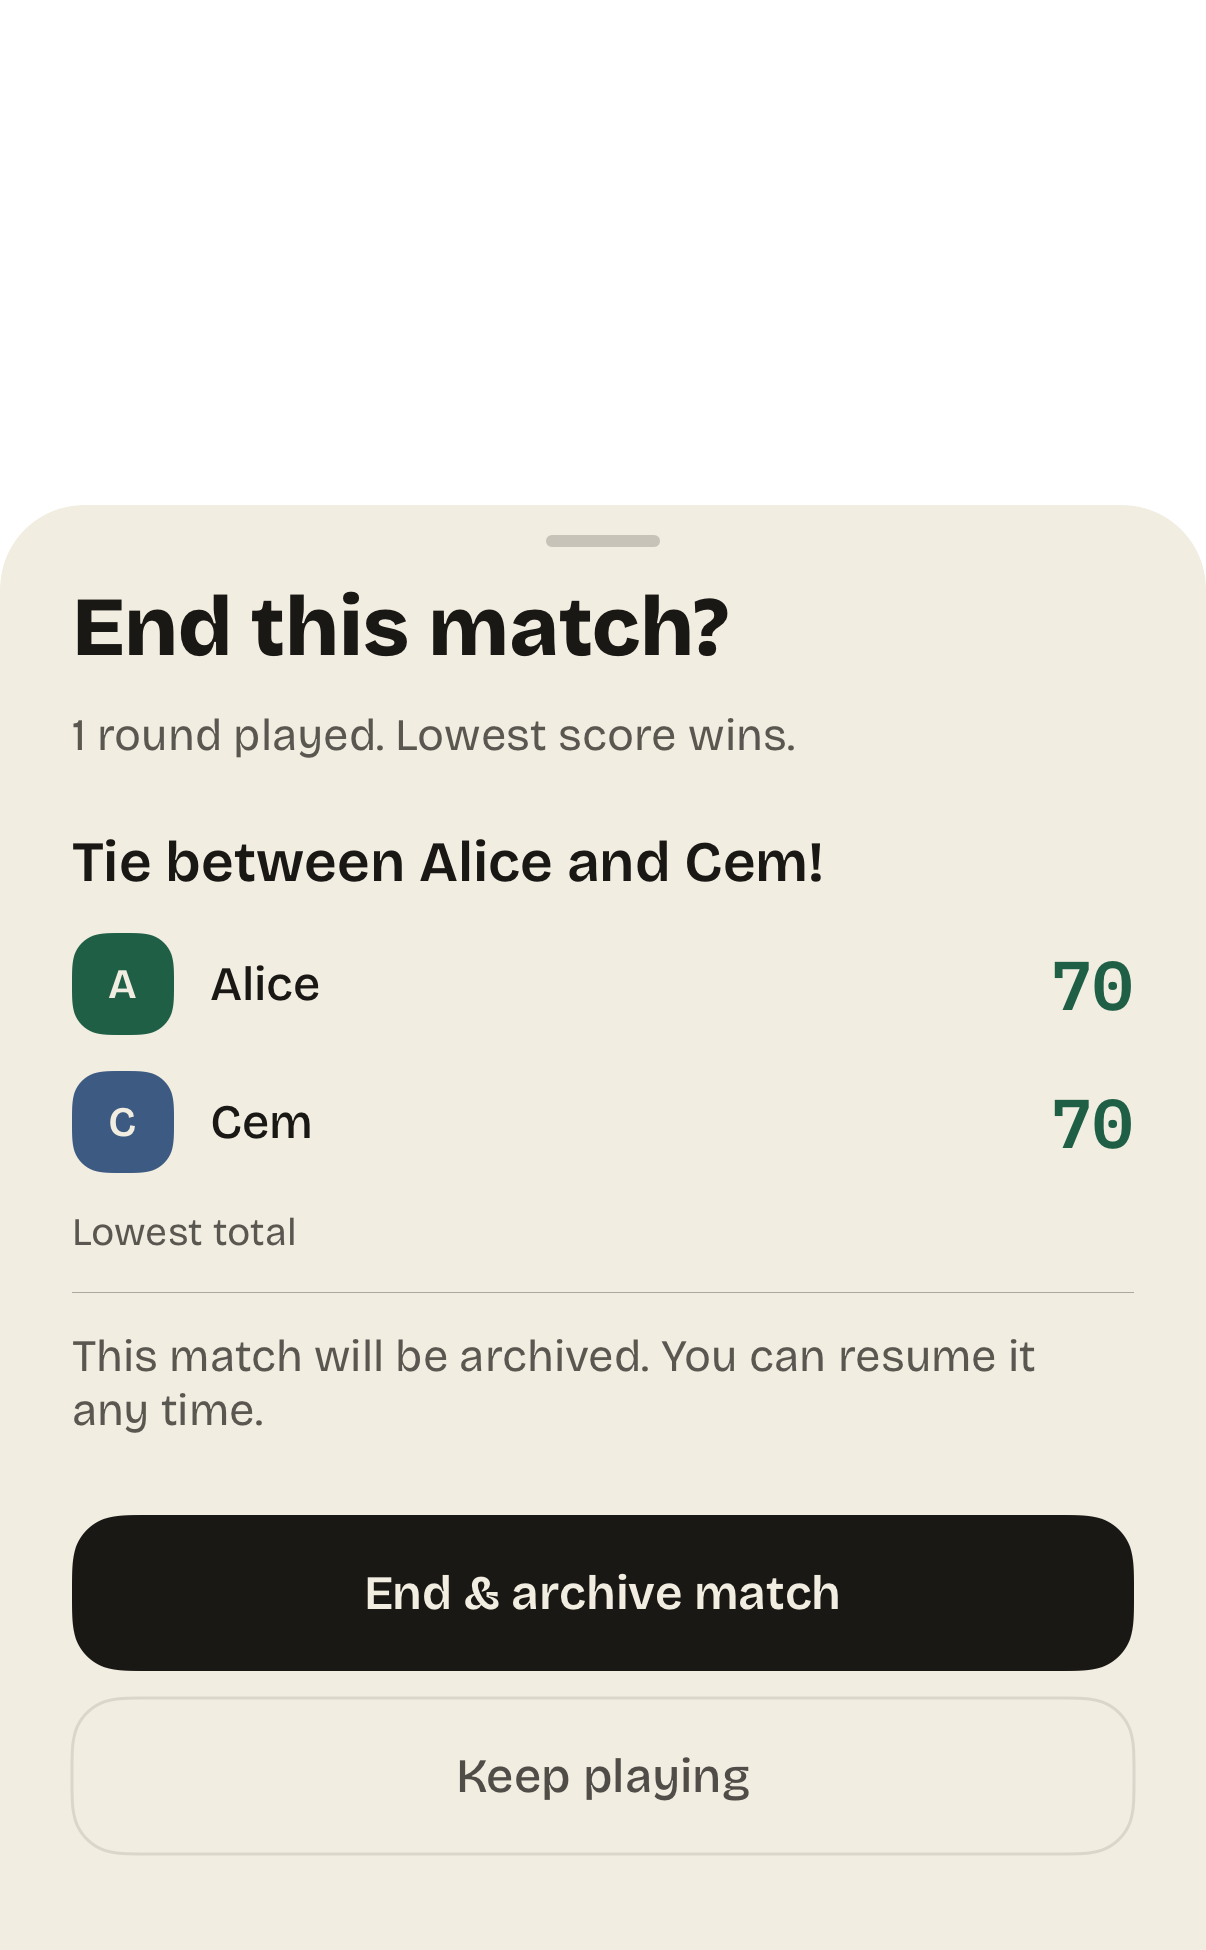 End this match?
1 round played. Lowest score wins.
Tie between Alice and Cem!
A Alice 70
C Cem 70
Lowest total
This match will be archived. You can resume it
any time.
End & archive match
Keep playing